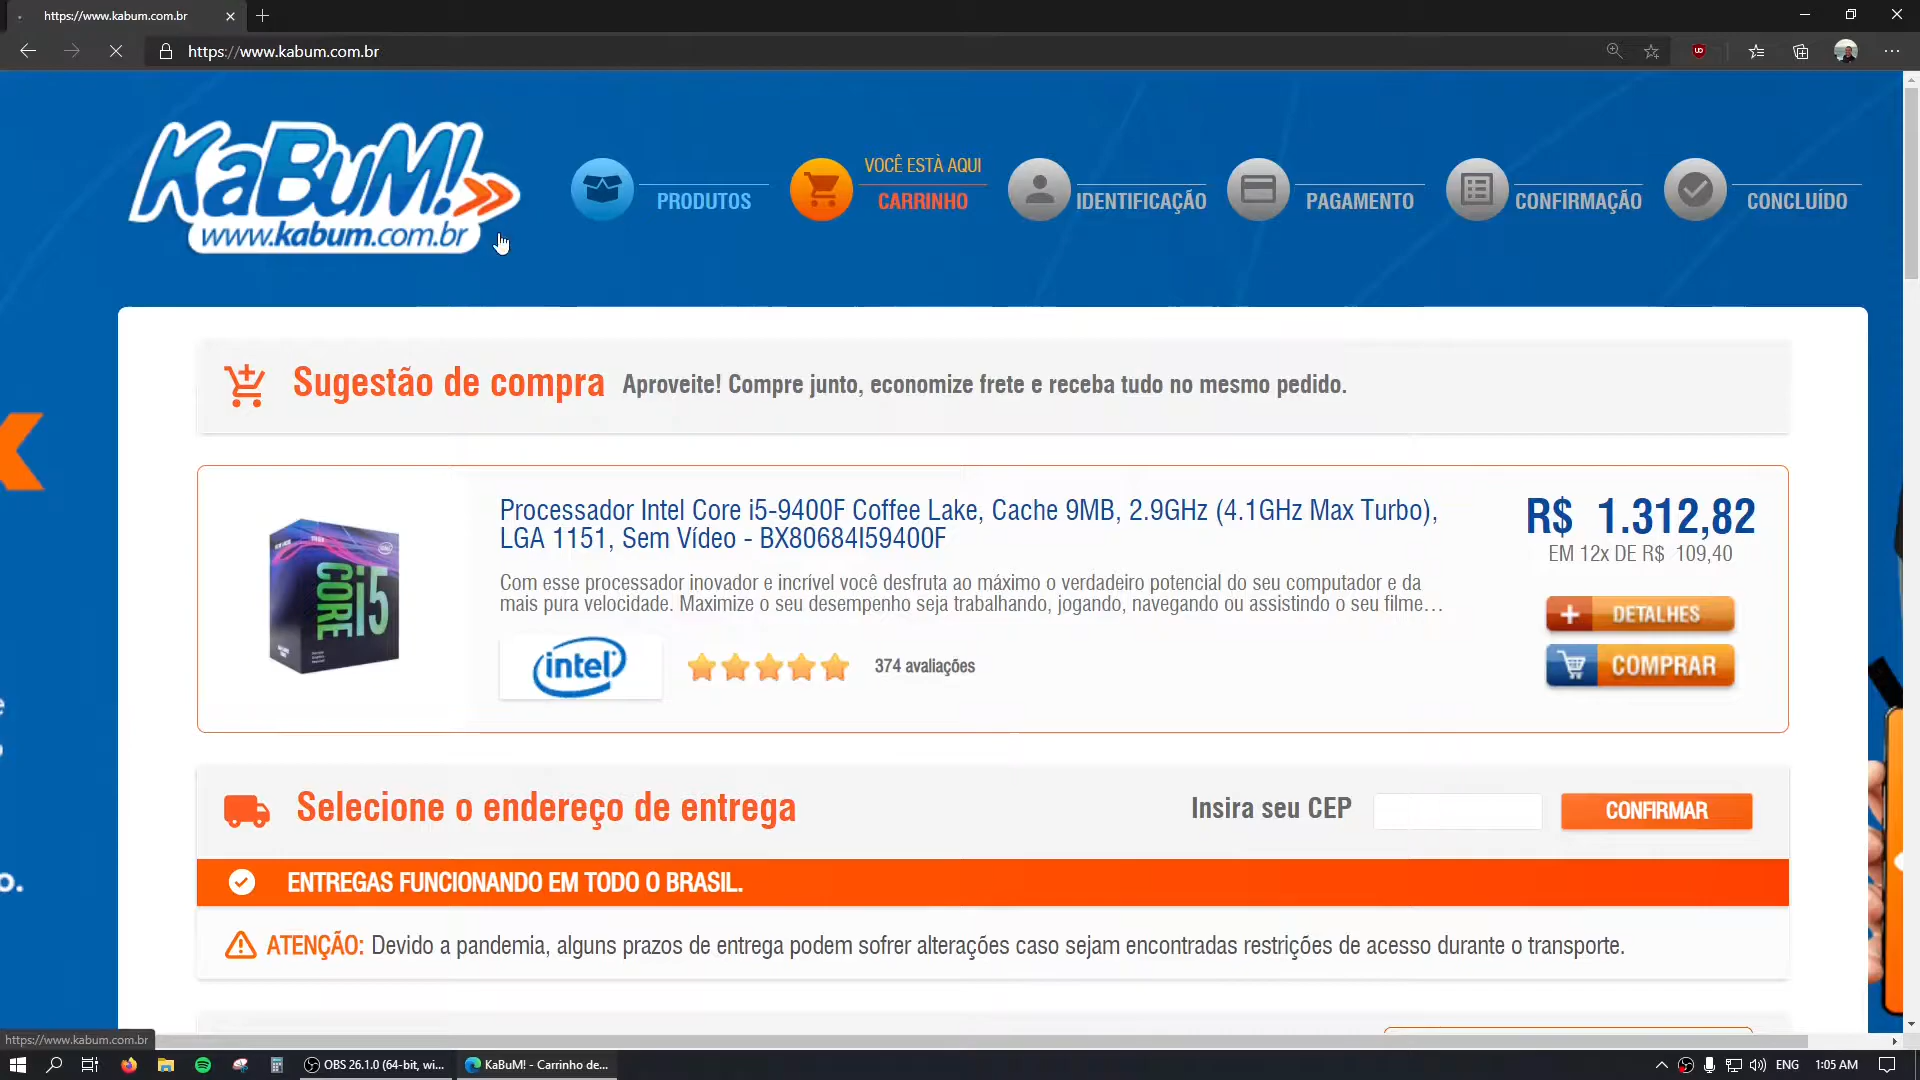 https://www.kabum.com.br
https://www.kabum.com.br
KaBuM!
www.kabum.com.br
PRODUTOS
VOCÊ ESTÀ AQUI
CARRINHO
IDENTIFICAÇÃO
PAGAMENTO
CONFIRMAÇÃO
CONCLUÍDO
Sugestão de compra Aproveite! Compre junto, economize frete e receba tudo no mesmo pedido.
Processador Intel Core i5-9400F Coffee Lake, Cache 9MB, 2.9GHz (4.1GHz Max Turbo),
LGA 1151, Sem Vídeo - BX80684I59400F
R$ 1.312,82
EM 12x DE R$ 109,40
Com esse processador inovador e incrível você desfruta ao máximo o verdadeiro potencial do seu computador e da
mais pura velocidade. Maximize o seu desempenho seja trabalhando, jogando, navegando ou assistindo o seu filme…
CORE i5
intel
374 avaliações
DETALHES
COMPRAR
Selecione o endereço de entrega
Insira seu CEP
CONFIRMAR
ENTREGAS FUNCIONANDO EM TODO O BRASIL.
ATENÇÃO: Devido a pandemia, alguns prazos de entrega podem sofrer alterações caso sejam encontradas restrições de acesso durante o transporte.
o.
https://www.kabum.com.br
OBS 26.1.0 (64-bit, wi...
KaBuM! - Carrinho de...
ENG
1:05 AM